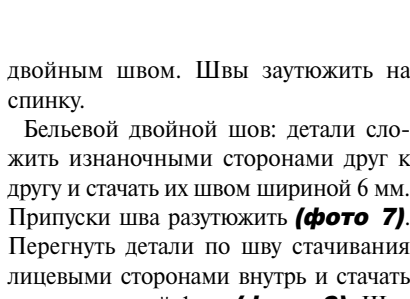 двойным швом. Швы заутюжить на
спинку.
Бельевой двойной шов: детали сло-
жить изнаночными сторонами друг к
другу и стачать их швом шириной 6 мм.
Припуски шва разутюжить (фото 7).
Перегнуть детали по шву стачивания
лицевыми сторонами внутрь и стачать